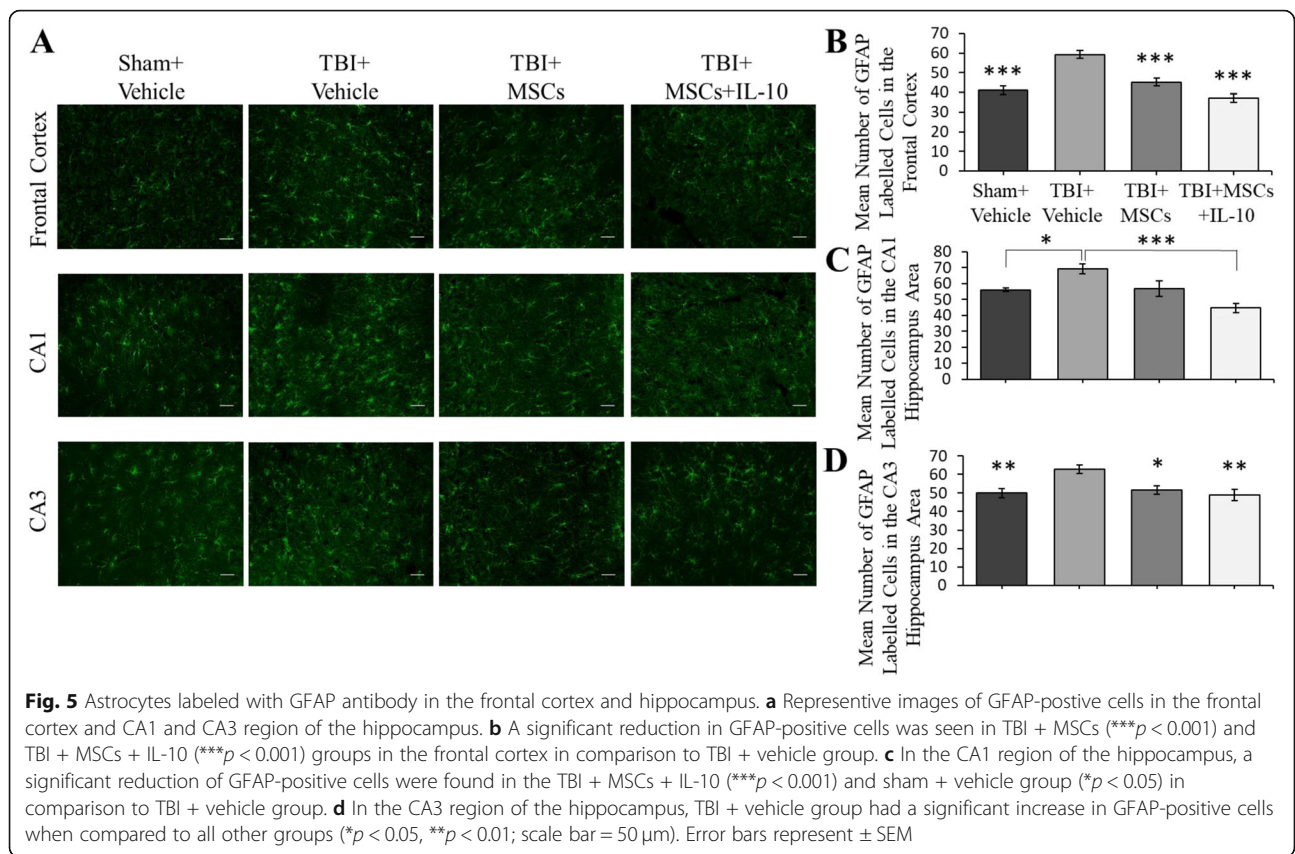 A
Sham+ TBI+ TBI+ TBI+
Vehicle Vehicle MSCs MSCs+IL-10
Frontal Cortex
CA1
CA3
B
Mean Number of GFAP
Labelled Cells in the
Frontal Cortex
70
60
50
40
30
20
10
0
*** *** ***
Sham+ TBI+ TBI+ TBI+MSCs
Vehicle Vehicle MSCs +IL-10
C
Mean Number of GFAP
Labelled Cells in the CA1
Hippocampus Area
80
70
60
50
40
30
20
10
0
* ***
D
Mean Number of GFAP
Labelled Cells in the CA3
Hippocampus Area
70
60
50
40
30
20
10
0
** * **
Fig. 5 Astrocytes labeled with GFAP antibody in the frontal cortex and hippocampus. a Representive images of GFAP-postive cells in the frontal
cortex and CA1 and CA3 region of the hippocampus. b A significant reduction in GFAP-positive cells was seen in TBI + MSCs (***p < 0.001) and
TBI + MSCs + IL-10 (***p < 0.001) groups in the frontal cortex in comparison to TBI + vehicle group. c In the CA1 region of the hippocampus, a
significant reduction of GFAP-positive cells were found in the TBI + MSCs + IL-10 (***p < 0.001) and sham + vehicle group (*p < 0.05) in
comparison to TBI + vehicle group. d In the CA3 region of the hippocampus, TBI + vehicle group had a significant increase in GFAP-positive cells
when compared to all other groups (*p < 0.05, **p < 0.01; scale bar = 50 μm). Error bars represent ± SEM